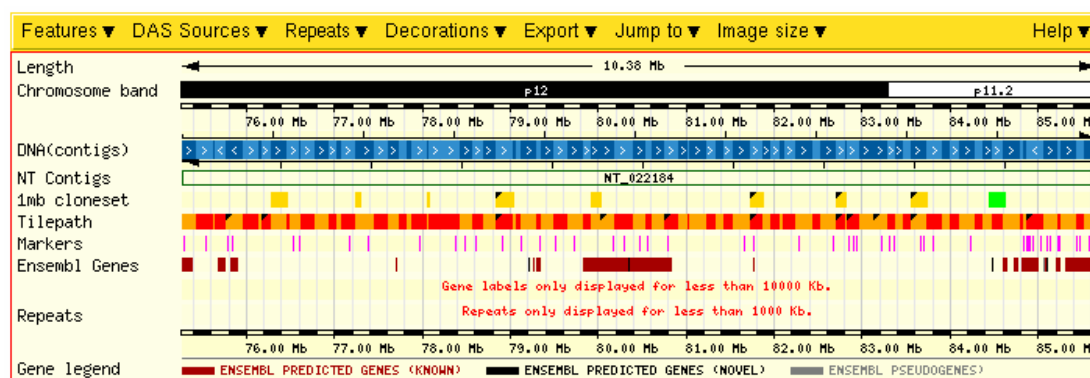 Features ▼ DAS Sources ▼ Repeats ▼ Decorations ▼ Export ▼ Jump to ▼ Image size ▼ Help ▼
Length 10.38 Mb
Chromosome band p12 p11.2
76.00 Mb 77.00 Mb 78.00 Mb 79.00 Mb 80.00 Mb 81.00 Mb 82.00 Mb 83.00 Mb 84.00 Mb 85.00 M
DNA(contigs)
NT Contigs NT_022184
1mb cloneset
Tilepath
Markers
Ensembl Genes
Gene labels only displayed for less than 10000 Kb.
Repeats Repeats only displayed for less than 1000 Kb.
76.00 Mb 77.00 Mb 78.00 Mb 79.00 Mb 80.00 Mb 81.00 Mb 82.00 Mb 83.00 Mb 84.00 Mb 85.00 M
Gene legend ENSEMBL PREDICTED GENES (KNOWN) ENSEMBL PREDICTED GENES (NOVEL) ENSEMBL PSEUDOGENES)